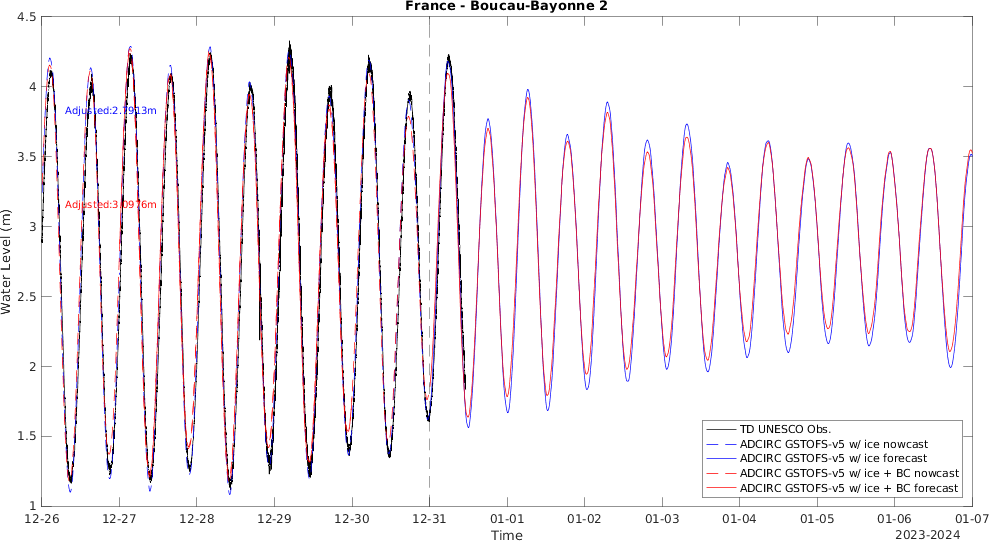 France - Boucau-Bayonne 2
4.5
4
3.5
3
2.5
2
1.5
1
Water Level (m)
Adjusted:2.7913m
Adjusted:3.0976m
TD UNESCO Obs.
ADCIRC GSTOFS-v5 w/ ice nowcast
ADCIRC GSTOFS-v5 w/ ice forecast
ADCIRC GSTOFS-v5 w/ ice + BC nowcast
ADCIRC GSTOFS-v5 w/ ice + BC forecast
12-26 12-27 12-28 12-29 12-30 12-31 01-01 01-02 01-03 01-04 01-05 01-06 01-07
Time
2023-2024